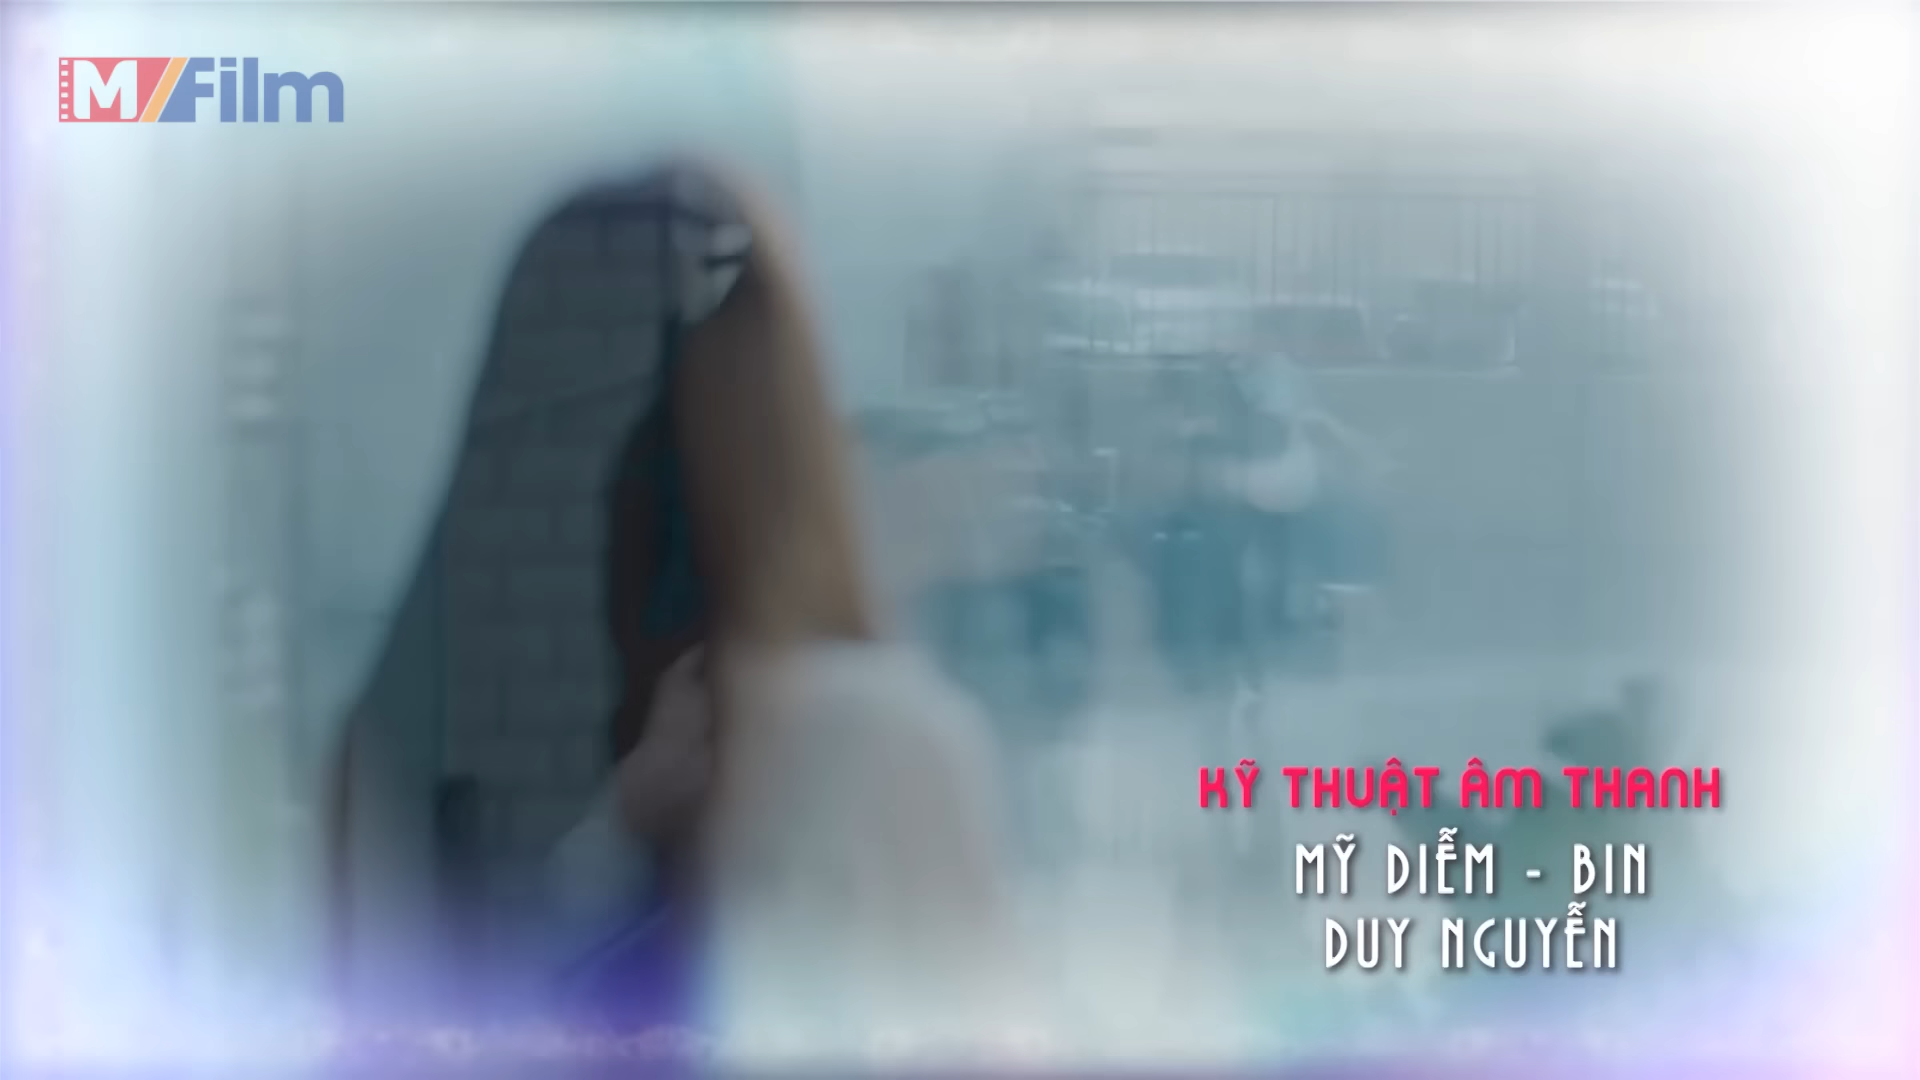 M/Film
KỸ THUẬT ÂM THANH
MỸ DIỄM - BIN
DUY NGUYỄN